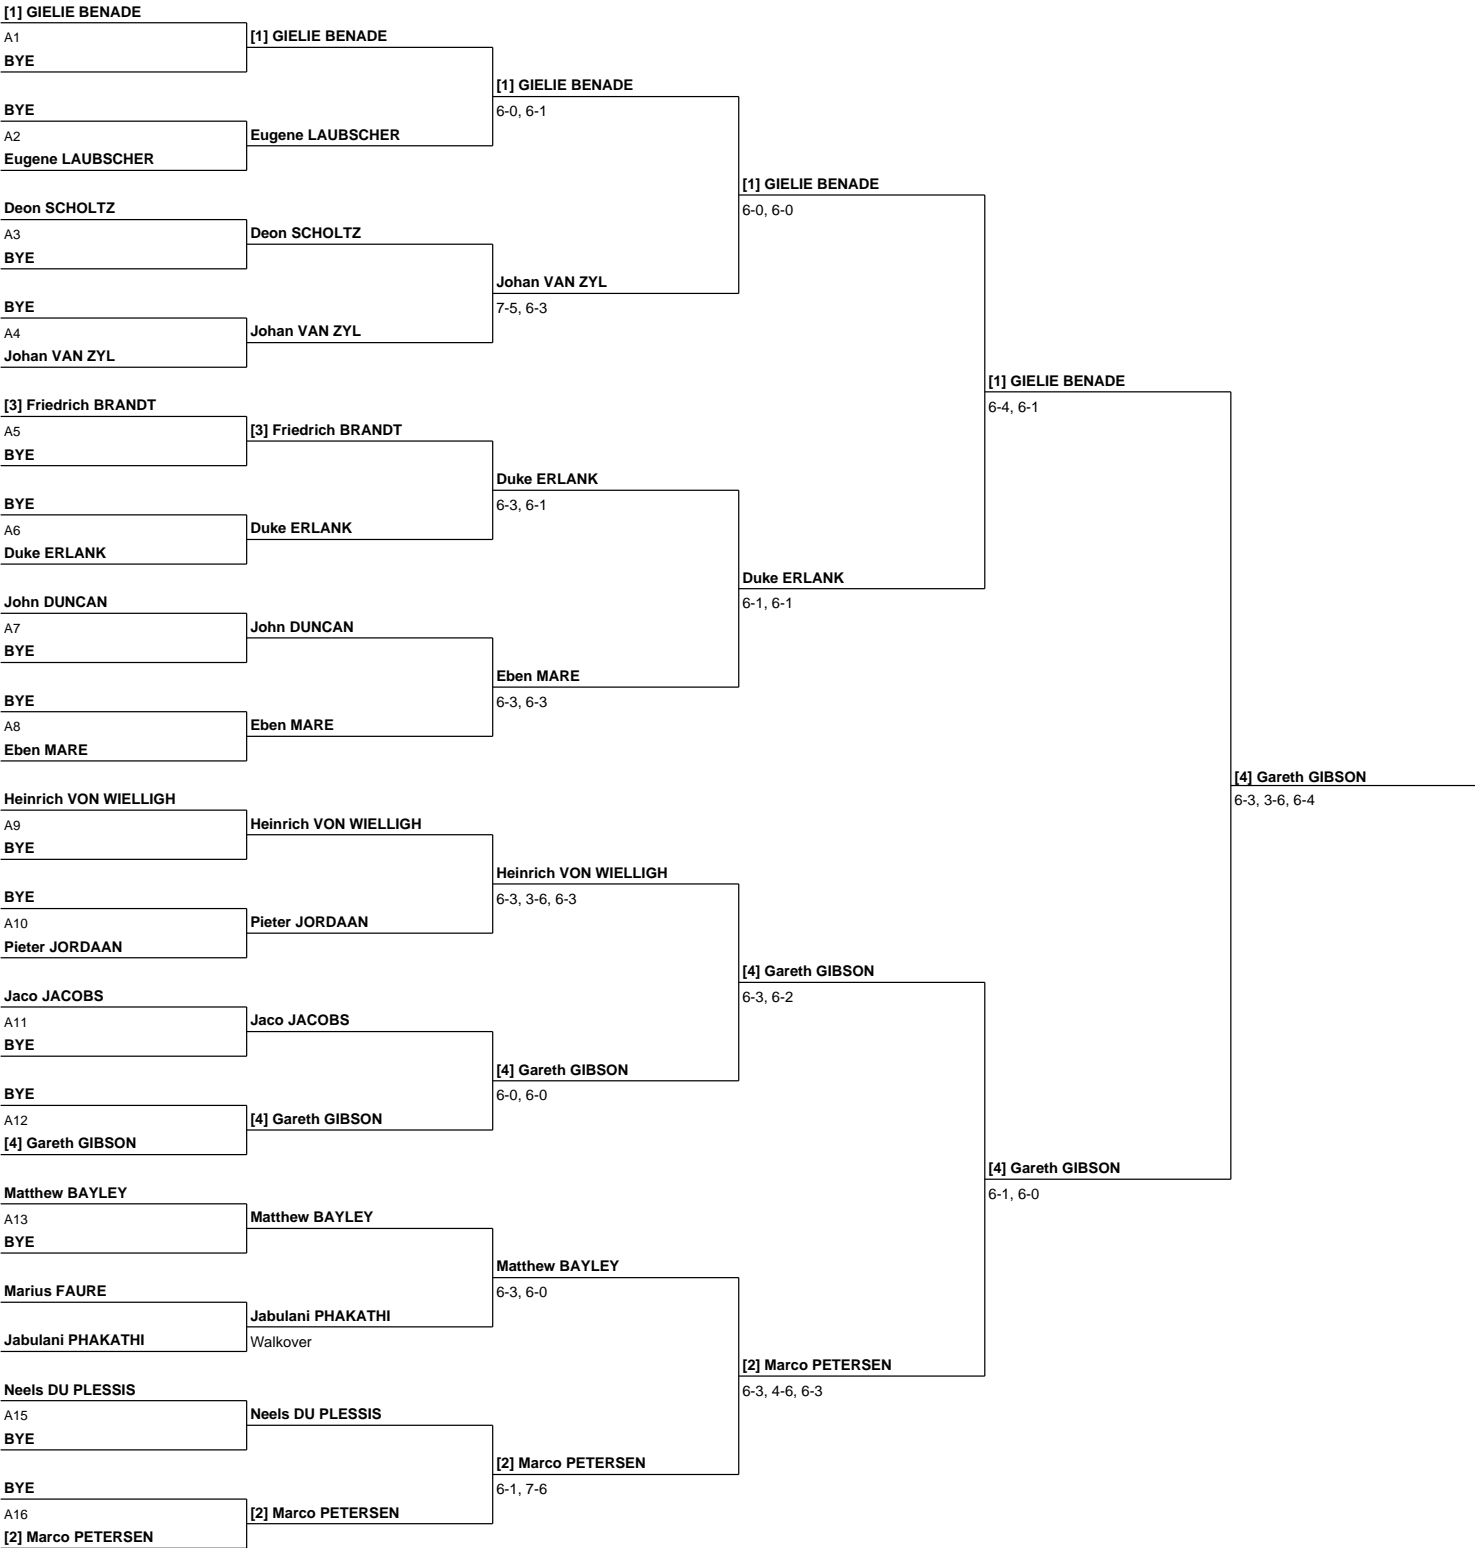 [1] GIELIE BENADE
A1
BYE
BYE
A2
Eugene LAUBSCHER
Deon SCHOLTZ
A3
BYE
BYE
A4
Johan VAN ZYL
[3] Friedrich BRANDT
A5
BYE
BYE
A6
Duke ERLANK
John DUNCAN
A7
BYE
BYE
A8
Eben MARE
Heinrich VON WIELLIGH
A9
BYE
BYE
A10
Pieter JORDAAN
Jaco JACOBS
A11
BYE
BYE
A12
[4] Gareth GIBSON
Matthew BAYLEY
A13
BYE
Marius FAURE
Jabulani PHAKATHI
Neels DU PLESSIS
A15
BYE
BYE
A16
[2] Marco PETERSEN
[1] GIELIE BENADE
Eugene LAUBSCHER
Deon SCHOLTZ
Johan VAN ZYL
[3] Friedrich BRANDT
Duke ERLANK
John DUNCAN
Eben MARE
Heinrich VON WIELLIGH
Pieter JORDAAN
Jaco JACOBS
[4] Gareth GIBSON
Matthew BAYLEY
Jabulani PHAKATHI
Walkover
Neels DU PLESSIS
[2] Marco PETERSEN
[1] GIELIE BENADE
6-0, 6-1
Johan VAN ZYL
7-5, 6-3
Duke ERLANK
6-3, 6-1
Eben MARE
6-3, 6-3
Heinrich VON WIELLIGH
6-3, 3-6, 6-3
[4] Gareth GIBSON
6-0, 6-0
Matthew BAYLEY
6-3, 6-0
[2] Marco PETERSEN
6-1, 7-6
[1] GIELIE BENADE
6-0, 6-0
Duke ERLANK
6-1, 6-1
[4] Gareth GIBSON
6-3, 6-2
[2] Marco PETERSEN
6-3, 4-6, 6-3
[1] GIELIE BENADE
6-4, 6-1
[4] Gareth GIBSON
6-1, 6-0
[4] Gareth GIBSON
6-3, 3-6, 6-4